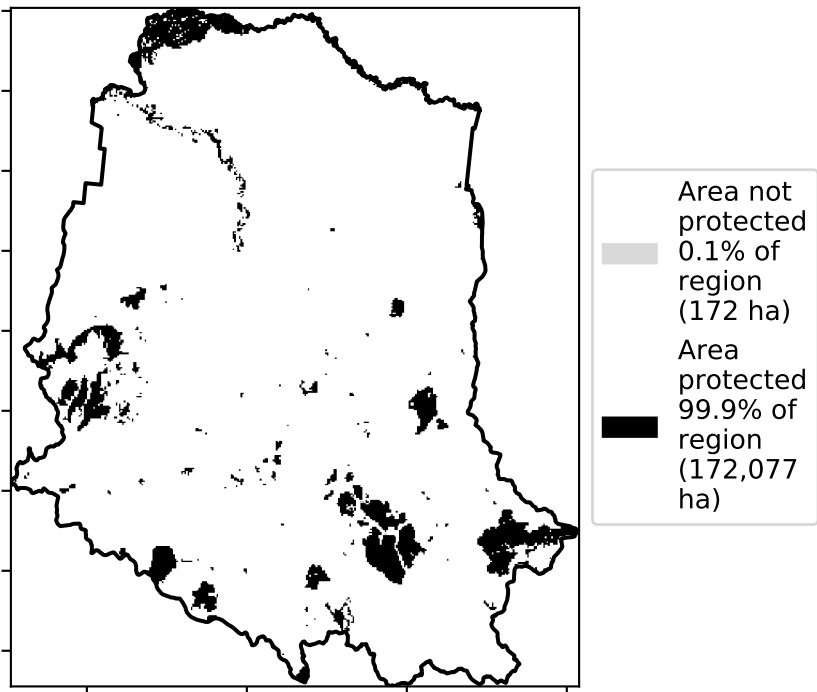 Area not
protected
0.1% of
region
(172 ha)
Area
protected
99.9% of
region
(172,077
ha)